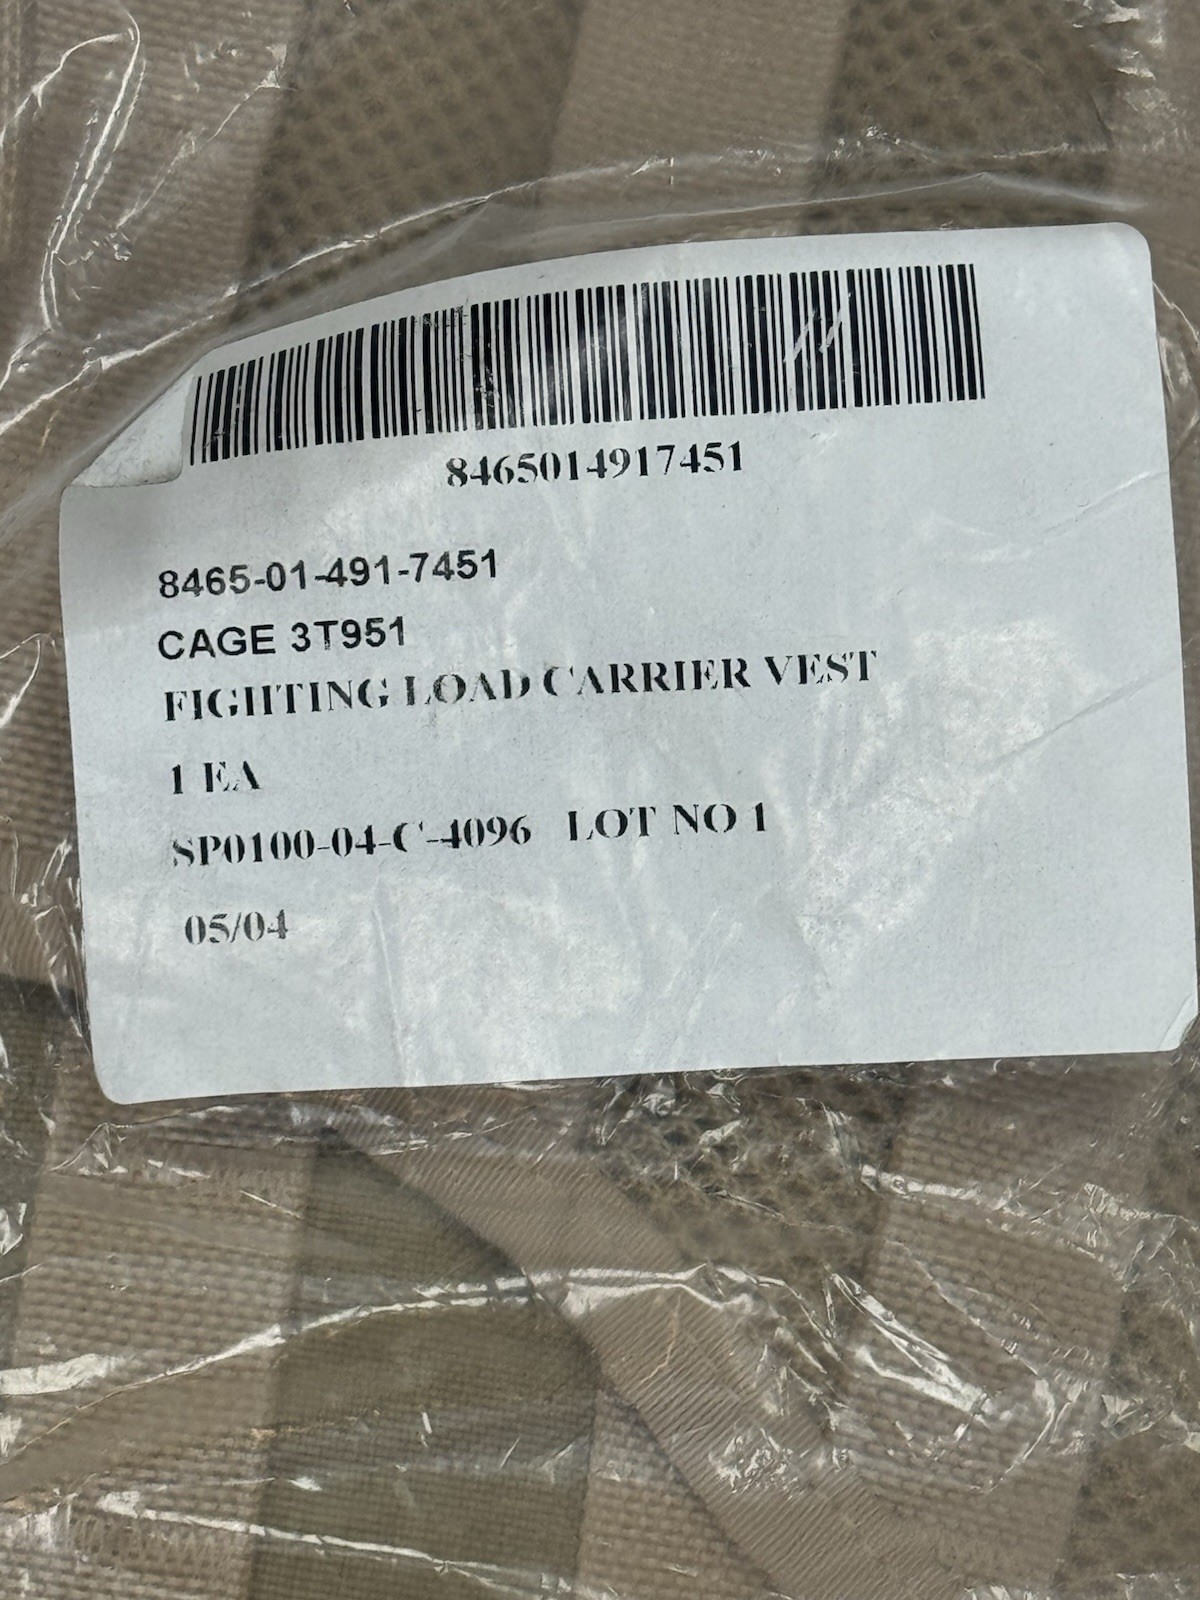 8465014917451
8465-01-491-7451
CAGE 3T951
FIGHTING LOAD CARRIER VEST
1 EA
SP0100-04-C-4096 LOT NO 1
05/04